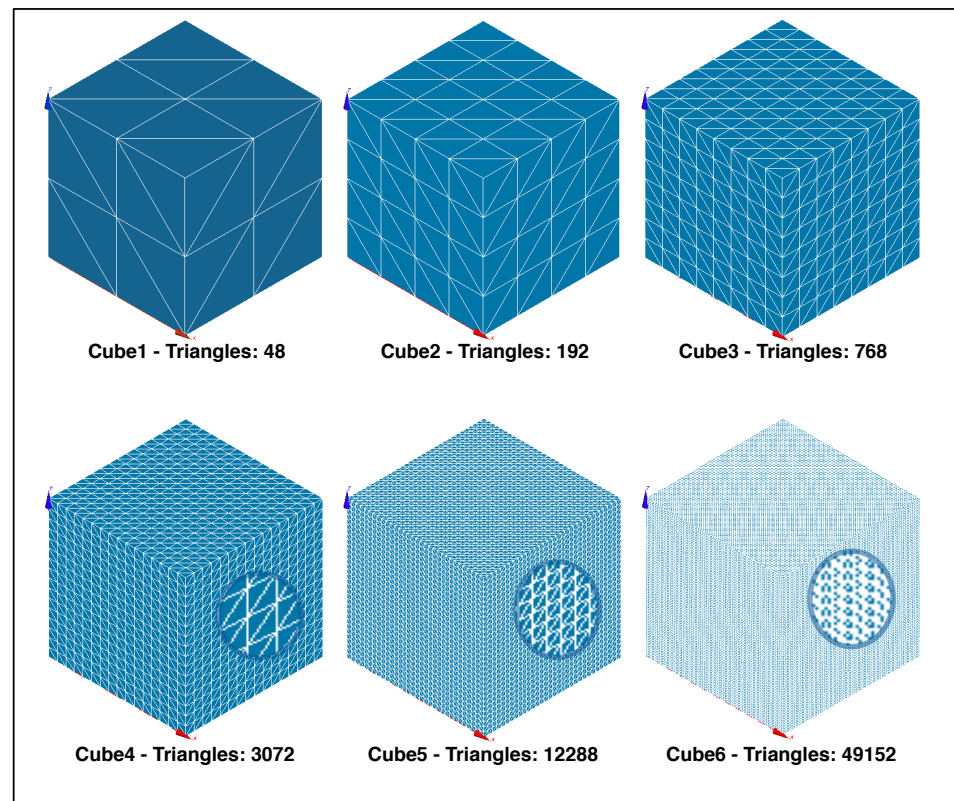 Z
Z
Z
X
X
X
Cube1 - Triangles: 48
Cube2 - Triangles: 192
Cube3 - Triangles: 768
Z
Z
Z
X
X
X
Cube4 - Triangles: 3072
Cube5 - Triangles: 12288
Cube6 - Triangles: 49152